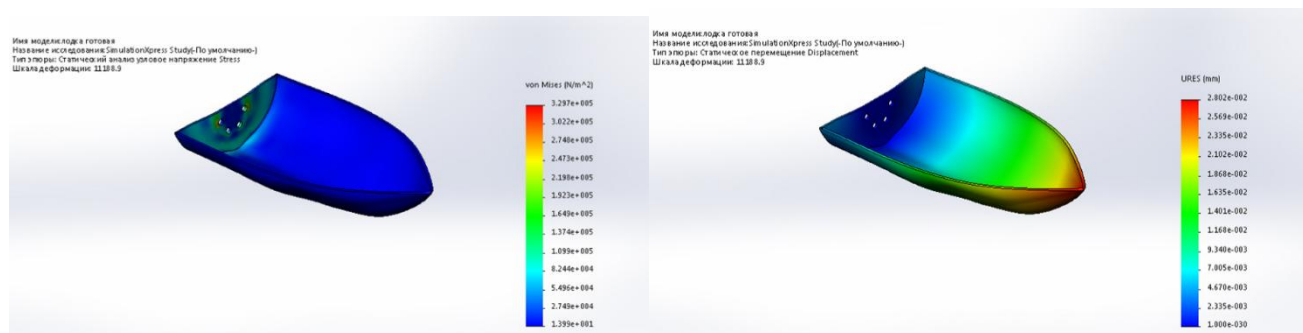 Имя модели:лодка готовая
Название исследования:SimulationXpress Study(-По умолчанию-)
Тип эпюры: Статический анализ узловое напряжение Stress
Шкала деформации: 11188.9
von Mises (N/m^2)
3.297e+005
3.022e+005
2.748e+005
2.473e+005
2.198e+005
1.923e+005
1.649e+005
1.374e+005
1.099e+005
8.244e+004
5.496e+004
2.749e+004
1.399e+001
Имя модели:лодка готовая
Название исследования:SimulationXpress Study(-По умолчанию-)
Тип эпюры: Статическое перемещение Displacement
Шкала деформации: 11188.9
URES (mm)
2.802e-002
2.569e-002
2.335e-002
2.102e-002
1.868e-002
1.635e-002
1.401e-002
1.168e-002
9.340e-003
7.005e-003
4.670e-003
2.335e-003
1.000e-030